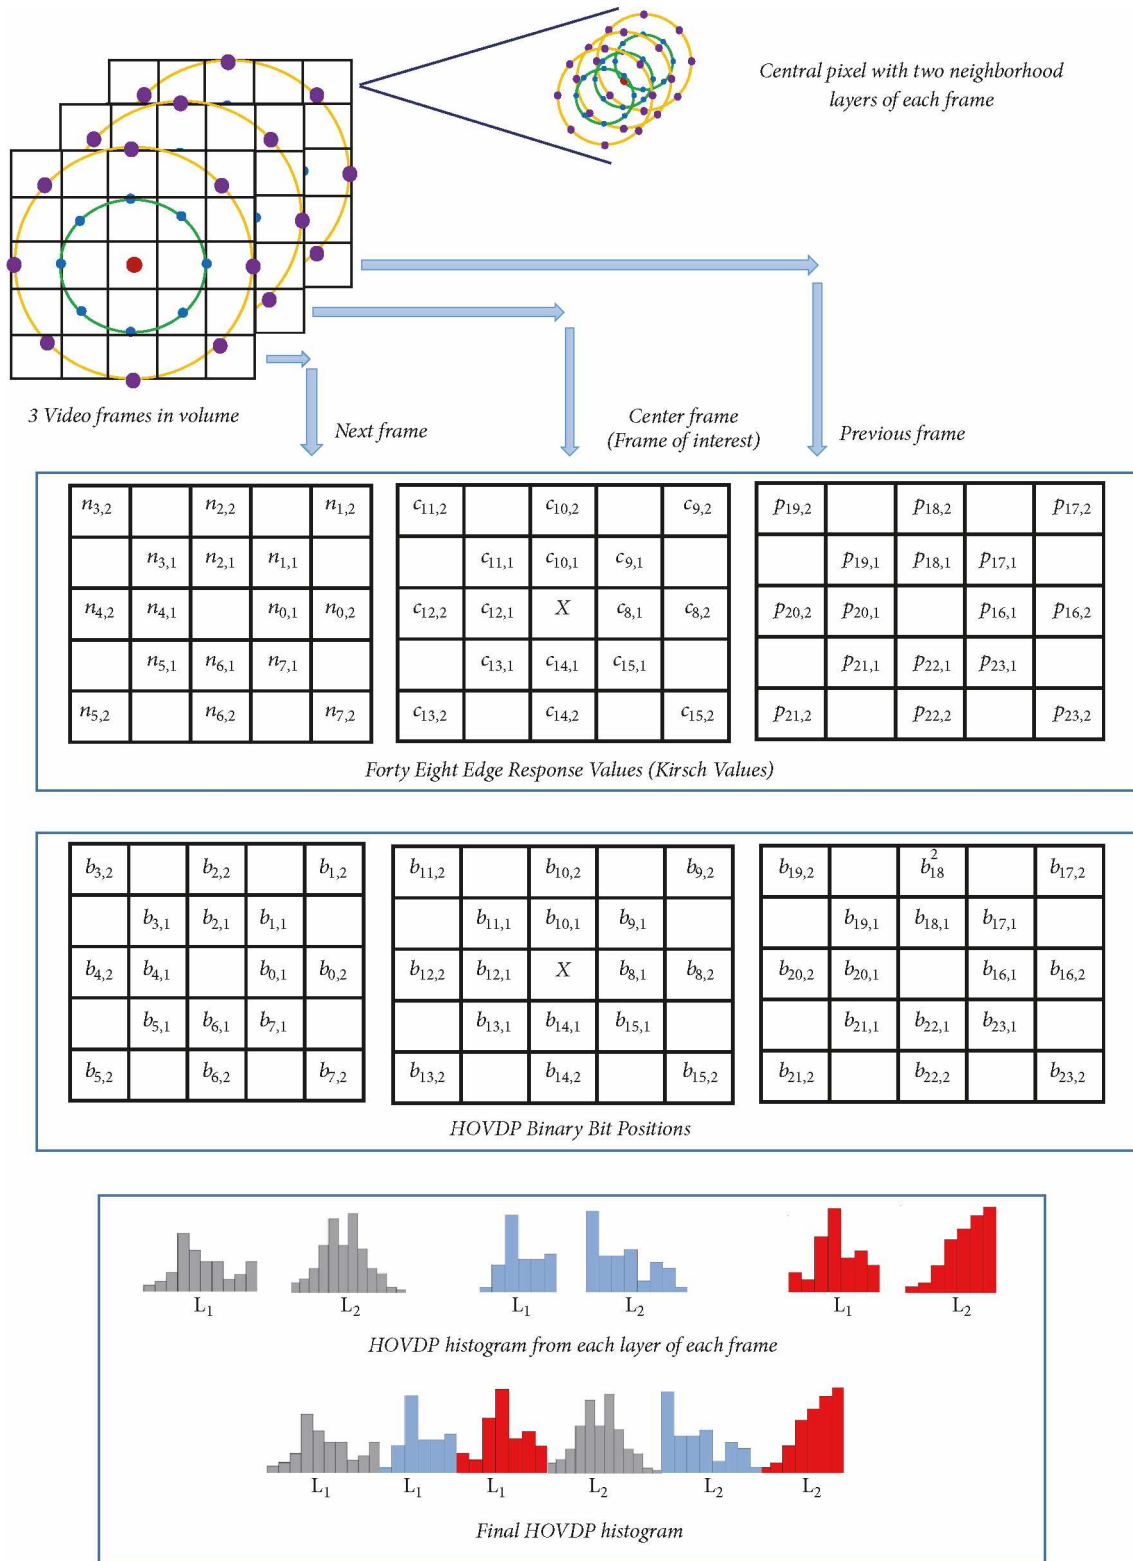 Central pixel with two neighborhood
layers of each frame
3 Video frames in volume
Next frame
Center frame
(Frame of interest)
Previous frame
n3,2 n2,2 n1,2 c11,2 c10,2 c9,2 p19,2 p18,2 p17,2
n3,1 n2,1 n1,1 c11,1 c10,1 c9,1 p19,1 p18,1 p17,1
n4,2 n4,1 n0,1 n0,2 c12,2 c12,1 X c8,1 c8,2 p20,2 p20,1 p16,1 p16,2
n5,1 n6,1 n7,1 c13,1 c14,1 c15,1 p21,1 p22,1 p23,1
n5,2 n6,2 n7,2 c13,2 c14,2 c15,2 p21,2 p22,2 p23,2
Forty Eight Edge Response Values (Kirsch Values)
b3,2 b2,2 b1,2 b11,2 b10,2 b9,2 b19,2 b18 2 b17,2
b3,1 b2,1 b1,1 b11,1 b10,1 b9,1 b19,1 b18,1 b17,1
b4,2 b4,1 b0,1 b0,2 b12,2 b12,1 X b8,1 b8,2 b20,2 b20,1 b16,1 b16,2
b5,1 b6,1 b7,1 b13,1 b14,1 b15,1 b21,1 b22,1 b23,1
b5,2 b6,2 b7,2 b13,2 b14,2 b15,2 b21,2 b22,2 b23,2
HOVDP Binary Bit Positions
L1 L2 L1 L2 L1 L2
HOVDP histogram from each layer of each frame
L1 L1 L1 L2 L2 L2
Final HOVDP histogram